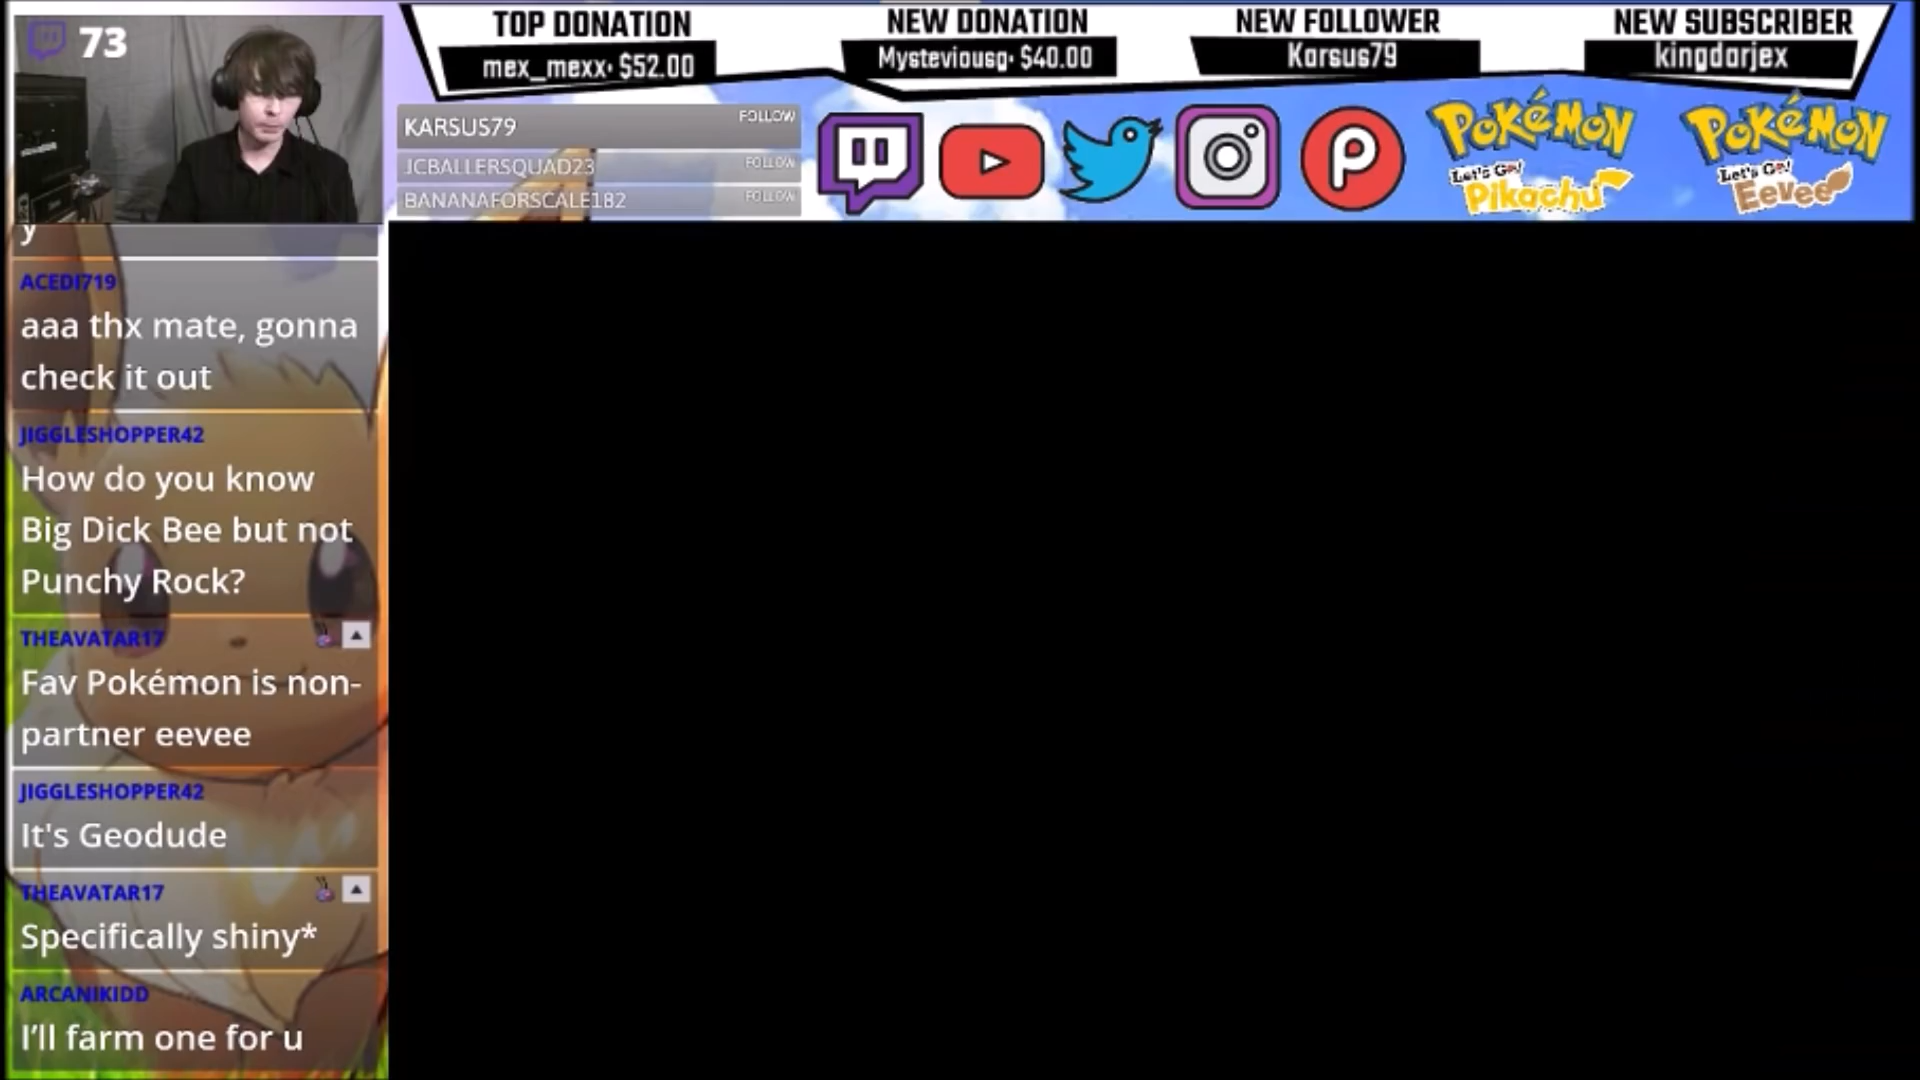 73
TOP DONATION
mex_mexx• $52.00
NEW DONATION
Mysteviousg• $40.00
NEW FOLLOWER
Karsus79
NEW SUBSCRIBER
kingdarjex
KARSUS79 FOLLOW
JCBALLERSQUAD23 FOLLOW
BANANAFORSCALE182 FOLLOW
POKéMON
Let's Go!
Pikachu
POKéMON
Let's Go!
Eevee
y
ACEDI719
aaa thx mate, gonna
check it out
JIGGLESHOPPER42
How do you know
Big Dick Bee but not
Punchy Rock?
THEAVATAR17
Fav Pokémon is non-
partner eevee
JIGGLESHOPPER42
It's Geodude
THEAVATAR17
Specifically shiny*
ARCANIKIDD
I'll farm one for u